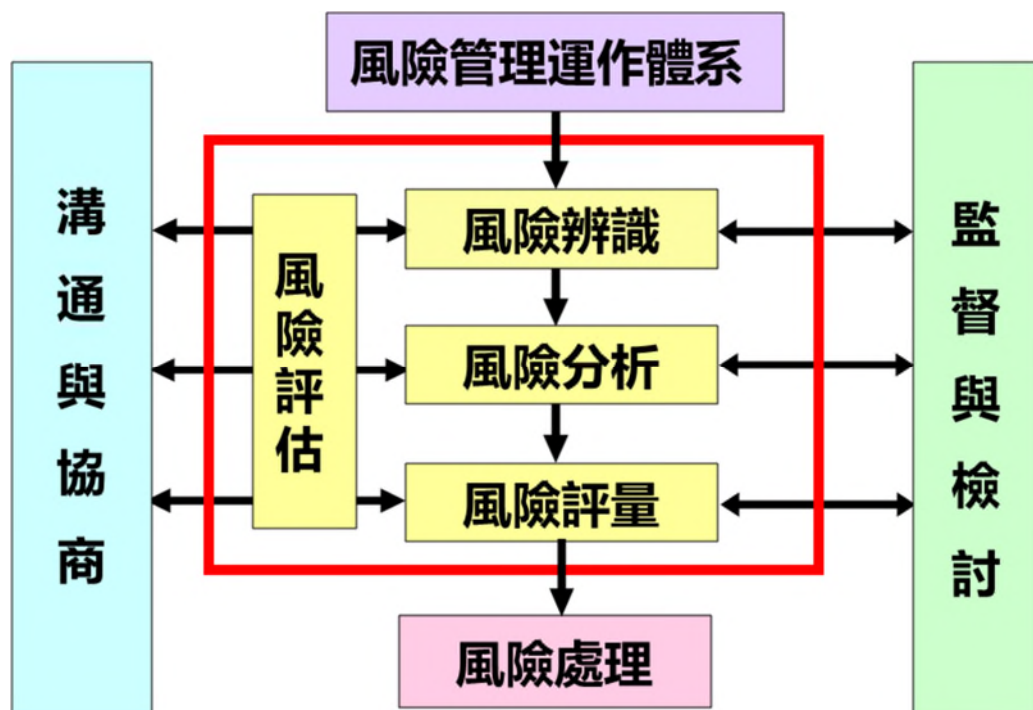 風險管理運作體系
溝通與協商
風險評估
風險辨識
風險分析
風險評量
風險處理
監督與檢討